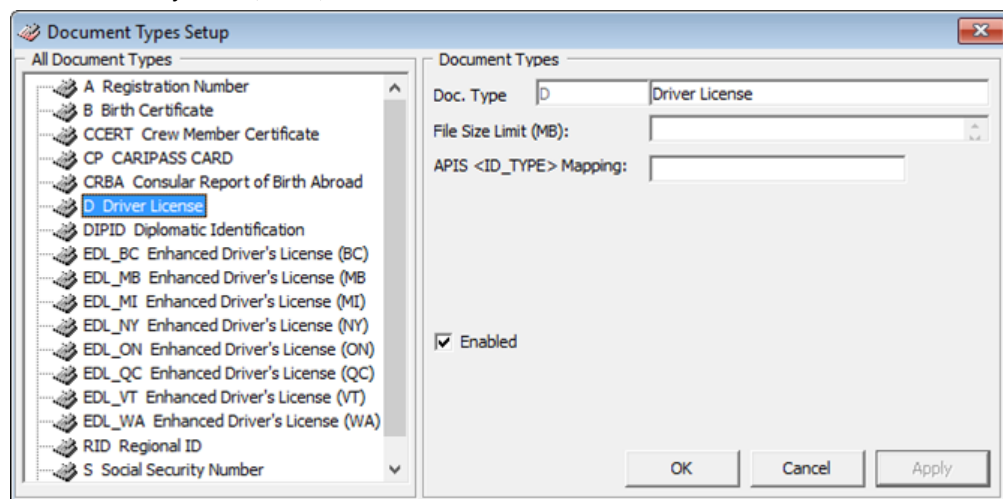 Document Types Setup
All Document Types
A Registration Number
B Birth Certificate
CCERT Crew Member Certificate
CP CARIPASS CARD
CRBA Consular Report of Birth Abroad
D Driver License
DIPID Diplomatic Identification
EDL_BC Enhanced Driver's License (BC)
EDL_MB Enhanced Driver's License (MB
EDL_MI Enhanced Driver's License (MI)
EDL_NY Enhanced Driver's License (NY)
EDL_ON Enhanced Driver's License (ON)
EDL_QC Enhanced Driver's License (QC)
EDL_VT Enhanced Driver's License (VT)
EDL_WA Enhanced Driver's License (WA)
RID Regional ID
S Social Security Number
Document Types
Doc. Type D Driver License
File Size Limit (MB):
APIS <ID_TYPE> Mapping:
Enabled
OK Cancel Apply